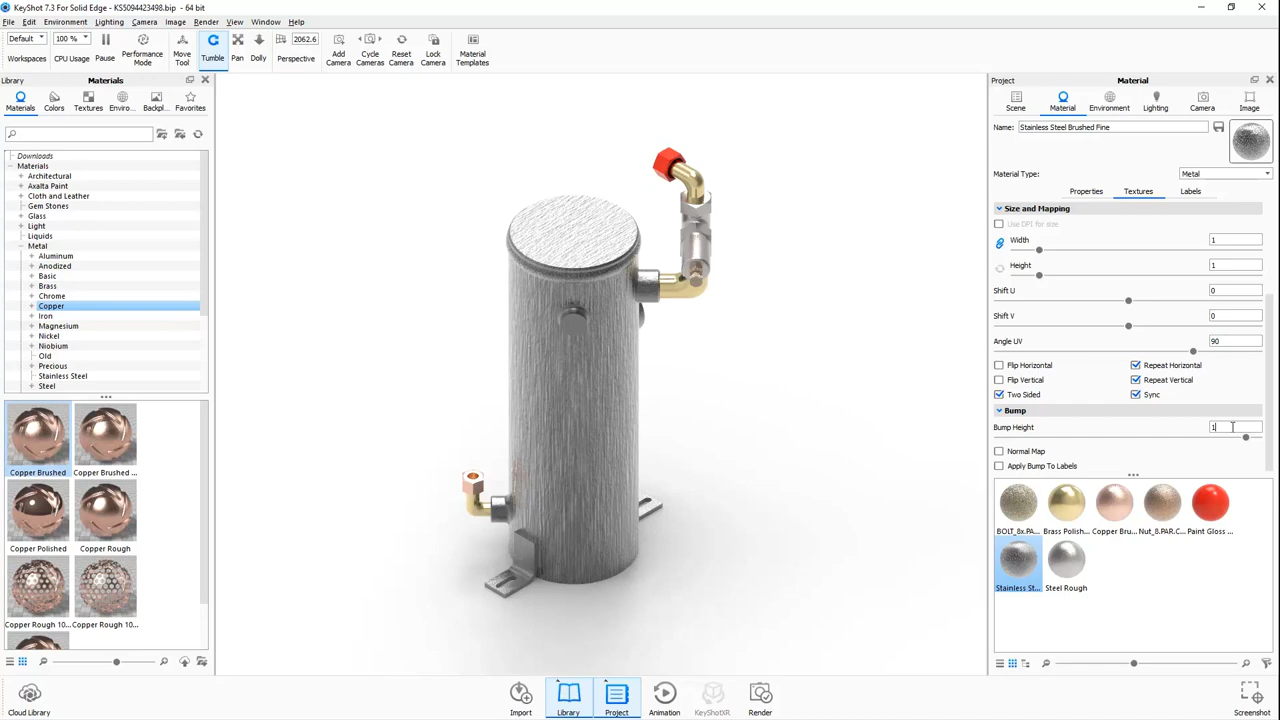 KeyShot 7.3 For Solid Edge - KS5094423498.bip - 64 bit
File Edit Environment Lighting Camera Image Render View Window Help
Default 100 % 2062.6
Workspaces CPU Usage Pause Performance Mode Move Tool Tumble Pan Dolly Perspective Add Camera Cycle Cameras Reset Camera Lock Camera Material Templates
Library Materials
Materials Colors Textures Enviro... Backpl... Favorites
Downloads
Materials
Architectural
Axalta Paint
Cloth and Leather
Gem Stones
Glass
Light
Liquids
Metal
Aluminum
Anodized
Basic
Brass
Chrome
Copper
Iron
Magnesium
Nickel
Niobium
Old
Precious
Stainless Steel
Steel
Copper Brushed Copper Brushed ...
Copper Polished Copper Rough
Copper Rough 10... Copper Rough 10...
Cloud Library
Import Library Project Animation KeyShotXR Render Screenshot
Project Material
Scene Material Environment Lighting Camera Image
Name: Stainless Steel Brushed Fine
Material Type: Metal
Properties Textures Labels
Size and Mapping
Use DPI for size
Width 1
Height 1
Shift U 0
Shift V 0
Angle UV 90
Flip Horizontal Repeat Horizontal
Flip Vertical Repeat Vertical
Two Sided Sync
Bump
Bump Height 1
Normal Map
Apply Bump To Labels
BOLT_8x.PA... Brass Polish... Copper Bru... Nut_8.PAR.C... Paint Gloss ...
Stainless St... Steel Rough